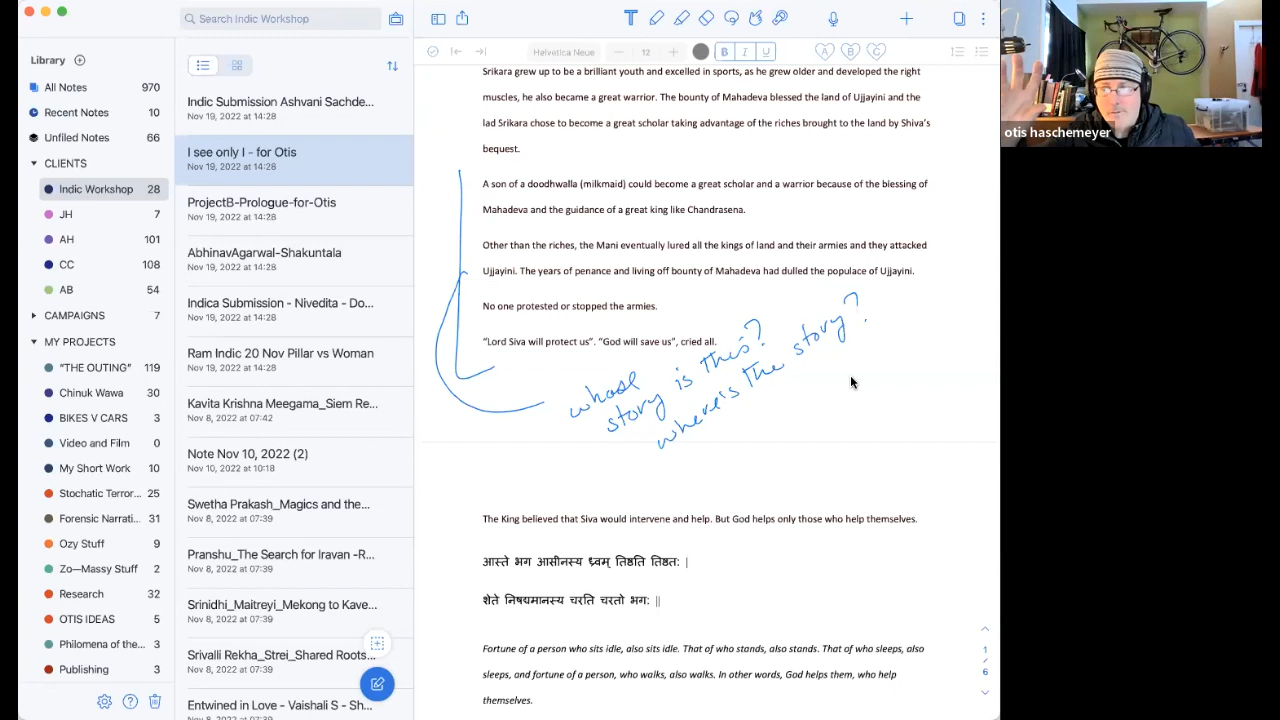 Search Indic Workshop
Library
All Notes 970
Recent Notes 10
Unfiled Notes 66
CLIENTS
Indic Workshop 28
JH 7
AH 101
CC 108
AB 54
CAMPAIGNS 7
MY PROJECTS
"THE OUTING" 119
Chinuk Wawa 30
BIKES V CARS 3
Video and Film 0
My Short Work 10
Stochatic Terror... 25
Forensic Narrati... 31
Ozy Stuff 9
Zo—Massy Stuff 2
Research 32
OTIS IDEAS 5
Philomena of the... 3
Publishing 3
Indic Submission Ashvani Sachde...
Nov 19, 2022 at 14:28
I see only I - for Otis
Nov 19, 2022 at 14:28
ProjectB-Prologue-for-Otis
Nov 19, 2022 at 14:28
AbhinavAgarwal-Shakuntala
Nov 19, 2022 at 14:28
Indica Submission - Nivedita - Do...
Nov 19, 2022 at 14:28
Ram Indic 20 Nov Pillar vs Woman
Nov 19, 2022 at 14:28
Kavita Krishna Meegama_Siem Re...
Nov 8, 2022 at 07:42
Note Nov 10, 2022 (2)
Nov 10, 2022 at 10:18
Swetha Prakash_Magics and the...
Nov 8, 2022 at 07:39
Pranshu_The Search for Iravan -R...
Nov 8, 2022 at 07:39
Srinidhi_Maitreyi_Mekong to Kave...
Nov 8, 2022 at 07:39
Srivalli Rekha_Strei_Shared Roots...
Nov 8, 2022 at 07:39
Entwined in Love - Vaishali S - Sh...
Helvetica Neue 12 B I U A B C
Srikara grew up to be a brilliant youth and excelled in sports, as he grew older and developed the right
muscles, he also became a great warrior. The bounty of Mahadeva blessed the land of Ujjayini and the
lad Srikara chose to become a great scholar taking advantage of the riches brought to the land by Shiva's
bequest.
A son of a doodhwalla (milkmaid) could become a great scholar and a warrior because of the blessing of
Mahadeva and the guidance of a great king like Chandrasena.
Other than the riches, the Mani eventually lured all the kings of land and their armies and they attacked
Ujjayini. The years of penance and living off bounty of Mahadeva had dulled the populace of Ujjayini.
No one protested or stopped the armies.
"Lord Siva will protect us". "God will save us", cried all.
whose
story is this?
where's the story?
The King believed that Siva would intervene and help. But God helps only those who help themselves.
आस्ते भग आसीनस्य ध्र्वम् तिष्ठति तिष्ठतः |
शेते निषद्यमानस्य चरति चरतो भगः ||
Fortune of a person who sits idle, also sits idle. That of who stands, also stands. That of who sleeps, also
sleeps, and fortune of a person, who walks, also walks. In other words, God helps them, who help
themselves.
1
/
6
otis haschemeyer